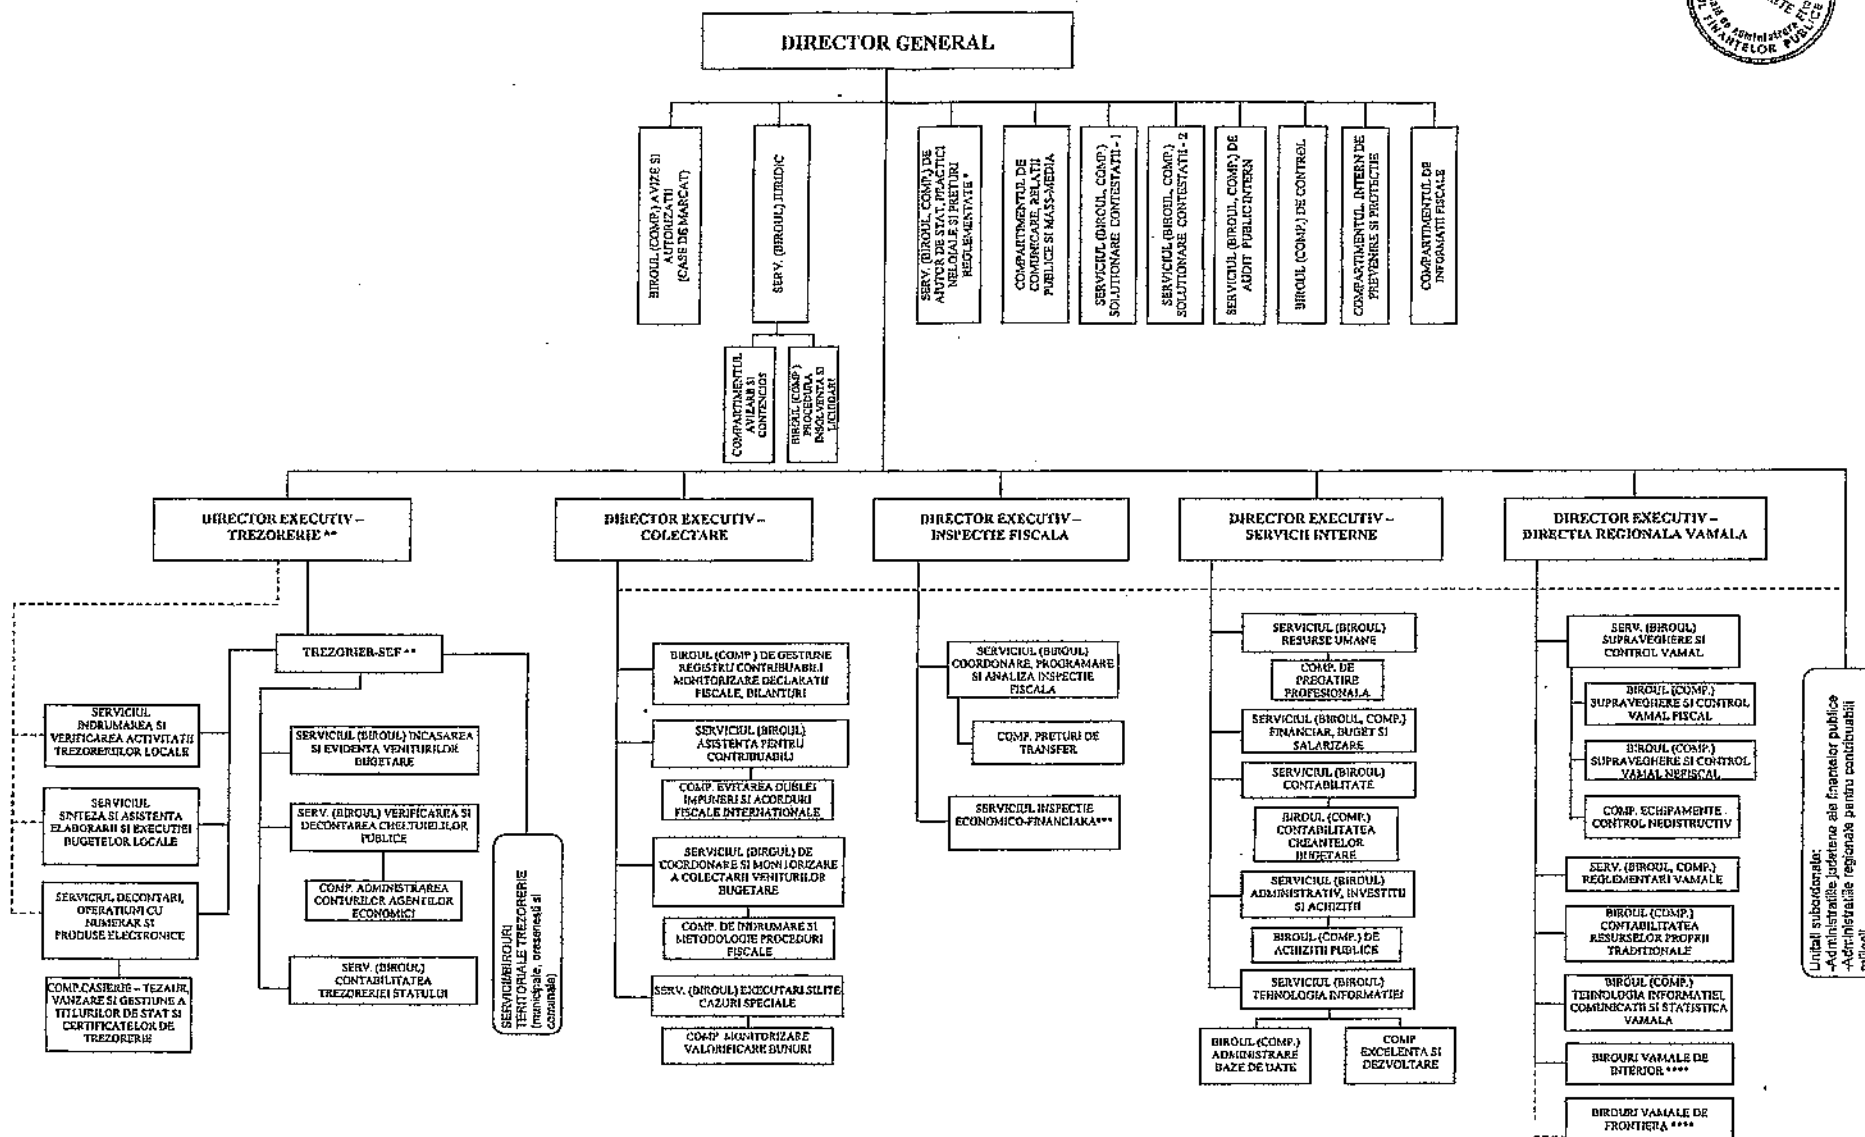 DIRECTOR GENERAL
BIROUL (COMP.) AVIZE SI
AUTORIZATII
(CASE DE MARCAT)
SERV. (BIROUL) JURIDIC
SERV. (BIROUL, COMP.) DE
AJUTOR DE STAT, PRACTICI
NELOIALE SI PRETURI
REGLEMENTATE *
COMPARTIMENTUL DE
COMUNICARE, RELATII
PUBLICE SI MASS-MEDIA
SERVICIUL (BIROUL, COMP.)
SOLUTIONARE CONTESTATII - 1
SERVICIUL (BIROUL, COMP.)
SOLUTIONARE CONTESTATII - 2
SERVICIUL (BIROUL, COMP.) DE
AUDIT PUBLIC INTERN
BIROUL (COMP.) DE CONTROL
COMPARTIMENTUL INTERN DE
PREVENIRE SI PROTECTIE
COMPARTIMENTUL DE
INFORMATII FISCALE
COMPARTIMENTUL
AVIZARE SI
CONTENCIOS
BIROUL (COMP.)
PROCEDURA
INSOLVENTA SI
LICHIDARI
DIRECTOR EXECUTIV –
TREZORERIE **
DIRECTOR EXECUTIV –
COLECTARE
DIRECTOR EXECUTIV –
INSPECTIE FISCALA
DIRECTOR EXECUTIV –
SERVICII INTERNE
DIRECTOR EXECUTIV –
DIRECTIA REGIONALA VAMALA
TREZORIER-SEF **
SERVICIUL
INDRUMAREA SI
VERIFICAREA ACTIVITATII
TREZORERIILOR LOCALE
SERVICIUL
SINTEZA SI ASISTENTA
ELABORARII SI EXECUTIEI
BUGETELOR LOCALE
SERVICIUL DECONTARI,
OPERATIUNI CU
NUMERAR SI
PRODUSE ELECTRONICE
COMP.CASIERIE – TEZAUR,
VANZARE SI GESTIUNE A
TITLURILOR DE STAT SI
CERTIFICATELOR DE
TREZORERIE
SERVICIUL (BIROUL) INCASAREA
SI EVIDENTA VENITURILOR
BUGETARE
SERV. (BIROUL) VERIFICAREA SI
DECONTAREA CHELTUIELILOR
PUBLICE
COMP. ADMINISTRAREA
CONTURILOR AGENTILOR
ECONOMICI
SERV. (BIROUL)
CONTABILITATEA
TREZORERIEI STATULUI
SERVICII/BIROURI
TERITORIALE TREZORERIE
(municipale, orasenesti si
comunale)
BIROUL (COMP ) DE GESTIUNE
REGISTRU CONTRIBUABILI
MONITORIZARE DECLARATII
FISCALE, BILANTURI
SERVICIUL (BIROUL)
ASISTENTA PENTRU
CONTRIBUABILI
COMP. EVITAREA DUBLEI
IMPUNERI SI ACORDURI
FISCALE INTERNATIONALE
SERVICIUL (BIROUL) DE
COORDONARE SI MONITORIZARE
A COLECTARII VENITURILOR
BUGETARE
COMP. DE INDRUMARE SI
METODOLOGIE PROCEDURI
FISCALE
SERV. (BIROUL) EXECUTARI SILITE
CAZURI SPECIALE
COMP MONITORIZARE
VALORIFICARE BUNURI
SERVICIUL (BIROUL)
COORDONARE, PROGRAMARE
SI ANALIZA INSPECTIE
FISCALA
COMP. PRETURI DE
TRANSFER
SERVICIUL INSPECTIE
ECONOMICO-FINANCIARA***
SERVICIUL (BIROUL)
RESURSE UMANE
COMP. DE
PREGATIRE
PROFESIONALA
SERVICIUL (BIROUL, COMP.)
FINANCIAR, BUGET SI
SALARIZARE
SERVICIUL (BIROUL)
CONTABILITATE
BIROUL (COMP.)
CONTABILITATEA
CREANTELOR
BUGETARE
SERVICIUL (BIROUL)
ADMINISTRATIV, INVESTITII
SI ACHIZITII
BIROUL (COMP.) DE
ACHIZITII PUBLICE
SERVICIUL (BIROUL)
TEHNOLOGIA INFORMATIEI
BIROUL (COMP.)
ADMINISTRARE
BAZE DE DATE
COMP
EXCELENTA SI
DEZVOLTARE
SERV. (BIROUL)
SUPRAVEGHERE SI
CONTROL VAMAL
BIROUL (COMP.)
SUPRAVEGHERE SI CONTROL
VAMAL FISCAL
BIROUL (COMP.)
SUPRAVEGHERE SI CONTROL
VAMAL NEFISCAL
COMP. ECHIPAMENTE
CONTROL NEDISTRUCTIV
SERV. (BIROUL, COMP.)
REGLEMENTARI VAMALE
BIROUL (COMP.)
CONTABILITATEA
RESURSELOR PROPRII
TRADITIONALE
BIROUL (COMP.)
TEHNOLOGIA INFORMATIEI,
COMUNICATII SI STATISTICA
VAMALA
BIROURI VAMALE DE
INTERIOR ****
BIROURI VAMALE DE
FRONTIERA ****
Unitati subordonate:
-Administratiile judetene ale finantelor publice
-Administratiile regionale pentru contribuabili
FINANTELOR PUBLICE